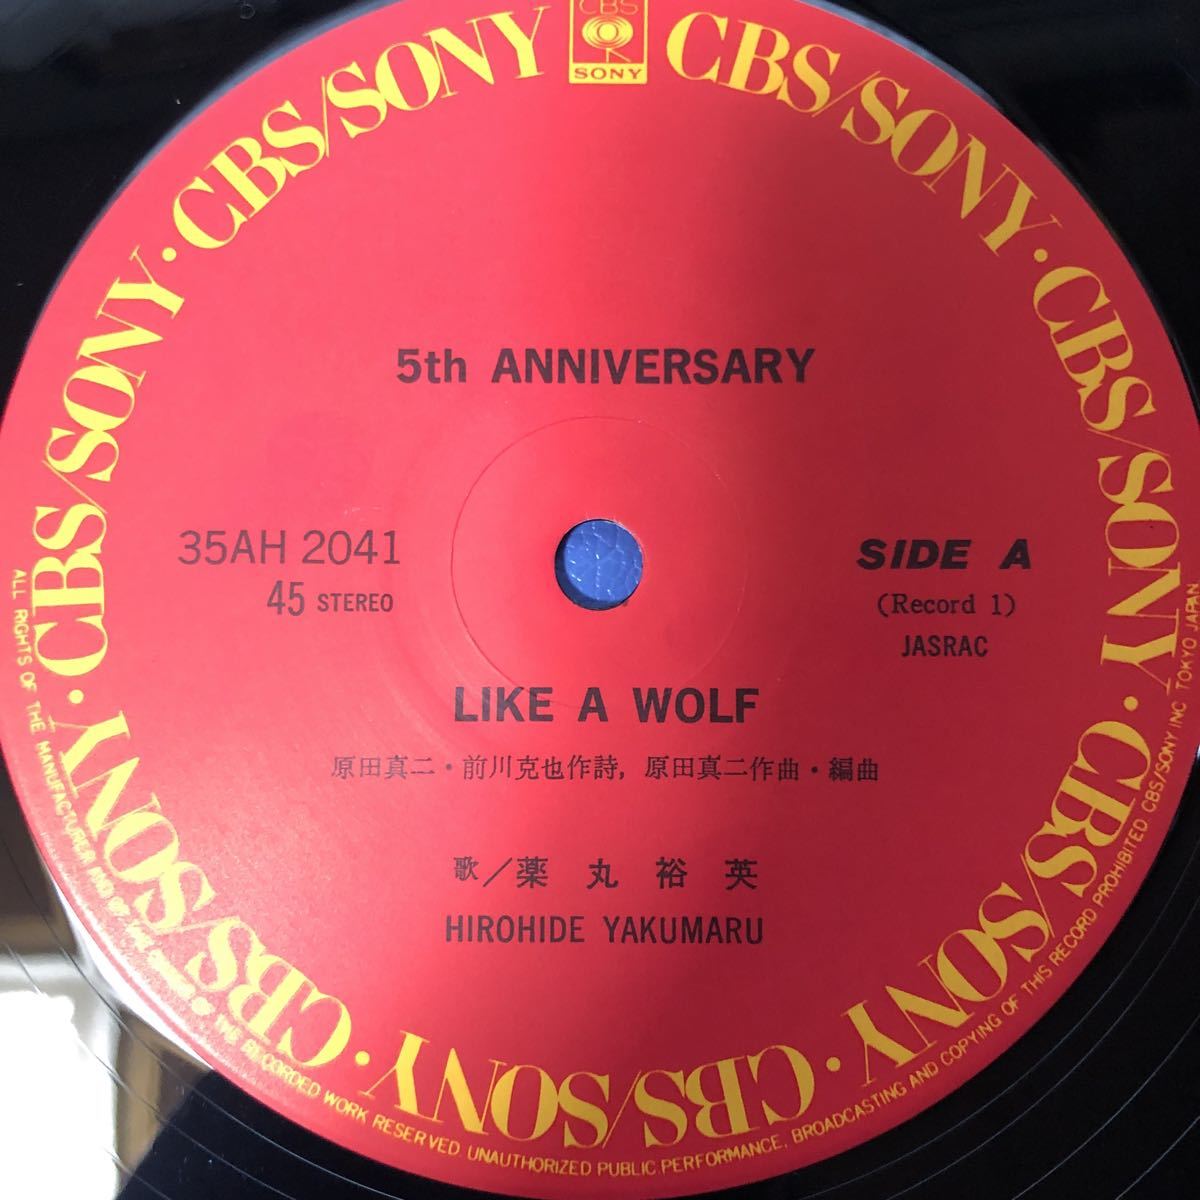 CBS
SONY
CBS/SONY · CBS/SONY · CBS/SONY · CBS/SONY · CBS/SONY · CBS/SONY · CBS/SONY · CBS/SONY · CBS/SONY · CBS/SONY
5th ANNIVERSARY
35AH 2041
45 STEREO
SIDE A
(Record 1)
JASRAC
LIKE A WOLF
原田真二・前川克也作詩, 原田真二作曲・編曲
歌／薬丸裕英
HIROHIDE YAKUMARU
ALL RIGHTS OF THE MANUFACTURER AND OF THE OWNER OF THE RECORDED WORK RESERVED UNAUTHORIZED PUBLIC PERFORMANCE, BROADCASTING AND COPYING OF THIS RECORD PROHIBITED CBS/SONY INC TOKYO JAPAN